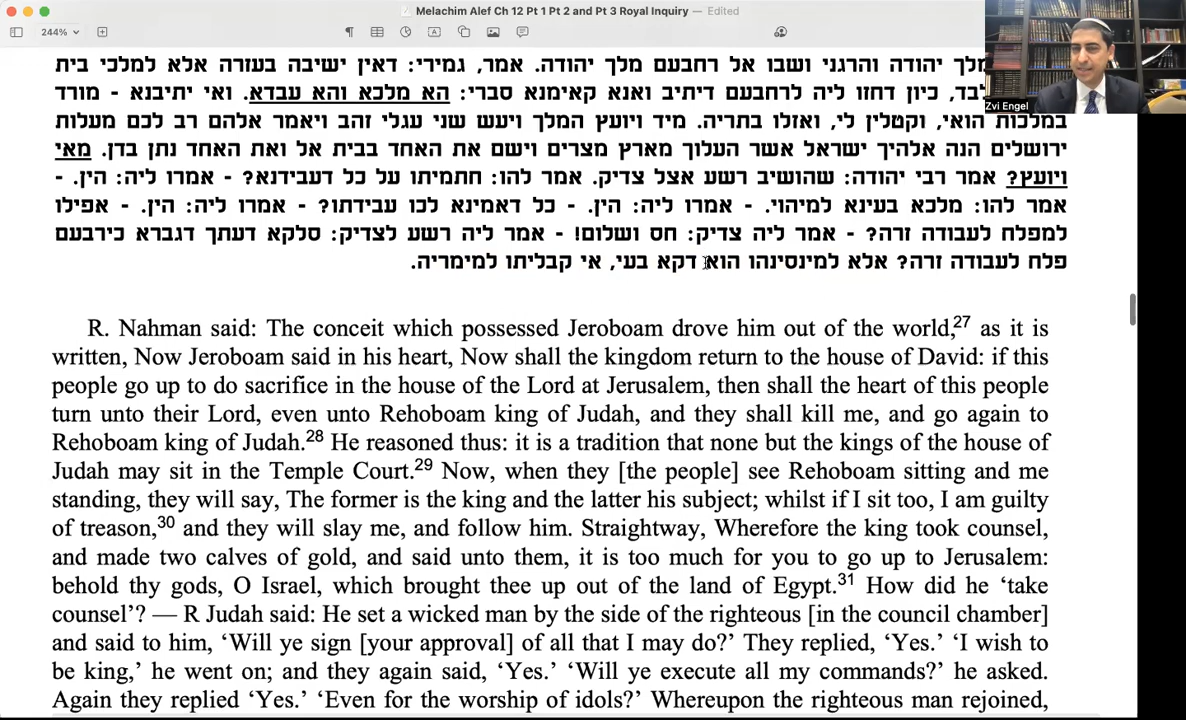 Melachim Alef Ch 12 Pt 1 Pt 2 and Pt 3 Royal Inquiry — Edited
244%
Zvi Engel
מלך יהודה והרגני ושבו אל רחבעם מלך יהודה. אמר, גמירי: דאין ישיבה בעזרה אלא למלכי בית
לבד, כיון דחזו ליה לרחבעם דיתיב ואנא קאימנא סברי: הא מלכא והא עבדא. ואי יתיבנא - מורד
במלכות הואי, וקטלין לי, ואזלו בתריה. מיד ויועץ המלך ויעש שני עגלי זהב ויאמר אלהם רב לכם מעלות
ירושלים הנה אלהיך ישראל אשר העלוך מארץ מצרים וישם את האחד בבית אל ואת האחד נתן בדן. מאי
ויועץ? אמר רבי יהודה: שהושיב רשע אצל צדיק. אמר להו: חתמיתו על כל דעבידנא? - אמרו ליה: הין. -
אמר להו: מלכא בעינא למיהוי. - אמרו ליה: הין. - כל דאמינא לכו עבידתו? - אמרו ליה: הין. - אפילו
למפלח לעבודה זרה? - אמר ליה צדיק: חס ושלום! - אמר ליה רשע לצדיק: סלקא דעתך דגברא כירבעם
פלח לעבודה זרה? אלא למינסינהו הוא דקא בעי, אי קבליתו למימריה.
R. Nahman said: The conceit which possessed Jeroboam drove him out of the world,27 as it is
written, Now Jeroboam said in his heart, Now shall the kingdom return to the house of David: if this
people go up to do sacrifice in the house of the Lord at Jerusalem, then shall the heart of this people
turn unto their Lord, even unto Rehoboam king of Judah, and they shall kill me, and go again to
Rehoboam king of Judah.28 He reasoned thus: it is a tradition that none but the kings of the house of
Judah may sit in the Temple Court.29 Now, when they [the people] see Rehoboam sitting and me
standing, they will say, The former is the king and the latter his subject; whilst if I sit too, I am guilty
of treason,30 and they will slay me, and follow him. Straightway, Wherefore the king took counsel,
and made two calves of gold, and said unto them, it is too much for you to go up to Jerusalem:
behold thy gods, O Israel, which brought thee up out of the land of Egypt.31 How did he ‘take
counsel’? — R Judah said: He set a wicked man by the side of the righteous [in the council chamber]
and said to him, ‘Will ye sign [your approval] of all that I may do?’ They replied, ‘Yes.’ ‘I wish to
be king,’ he went on; and they again said, ‘Yes.’ ‘Will ye execute all my commands?’ he asked.
Again they replied ‘Yes.’ ‘Even for the worship of idols?’ Whereupon the righteous man rejoined,